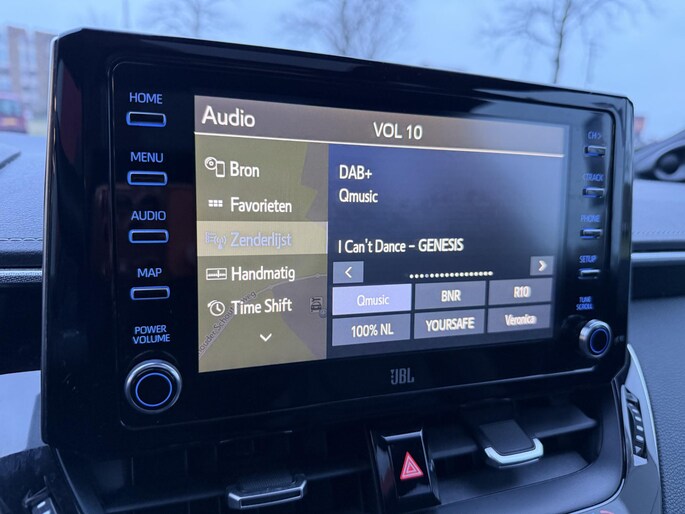 HOME
MENU
AUDIO
MAP
POWER
VOLUME
Audio
VOL 10
Bron
Favorieten
Zenderlijst
Handmatig
Time Shift
DAB+
Qmusic
I Can't Dance – GENESIS
Qmusic
BNR
R10
100% NL
YOURSAFE
Veronica
CH >
< TRACK
PHONE
SETUP
TUNE
SCROLL
JBL